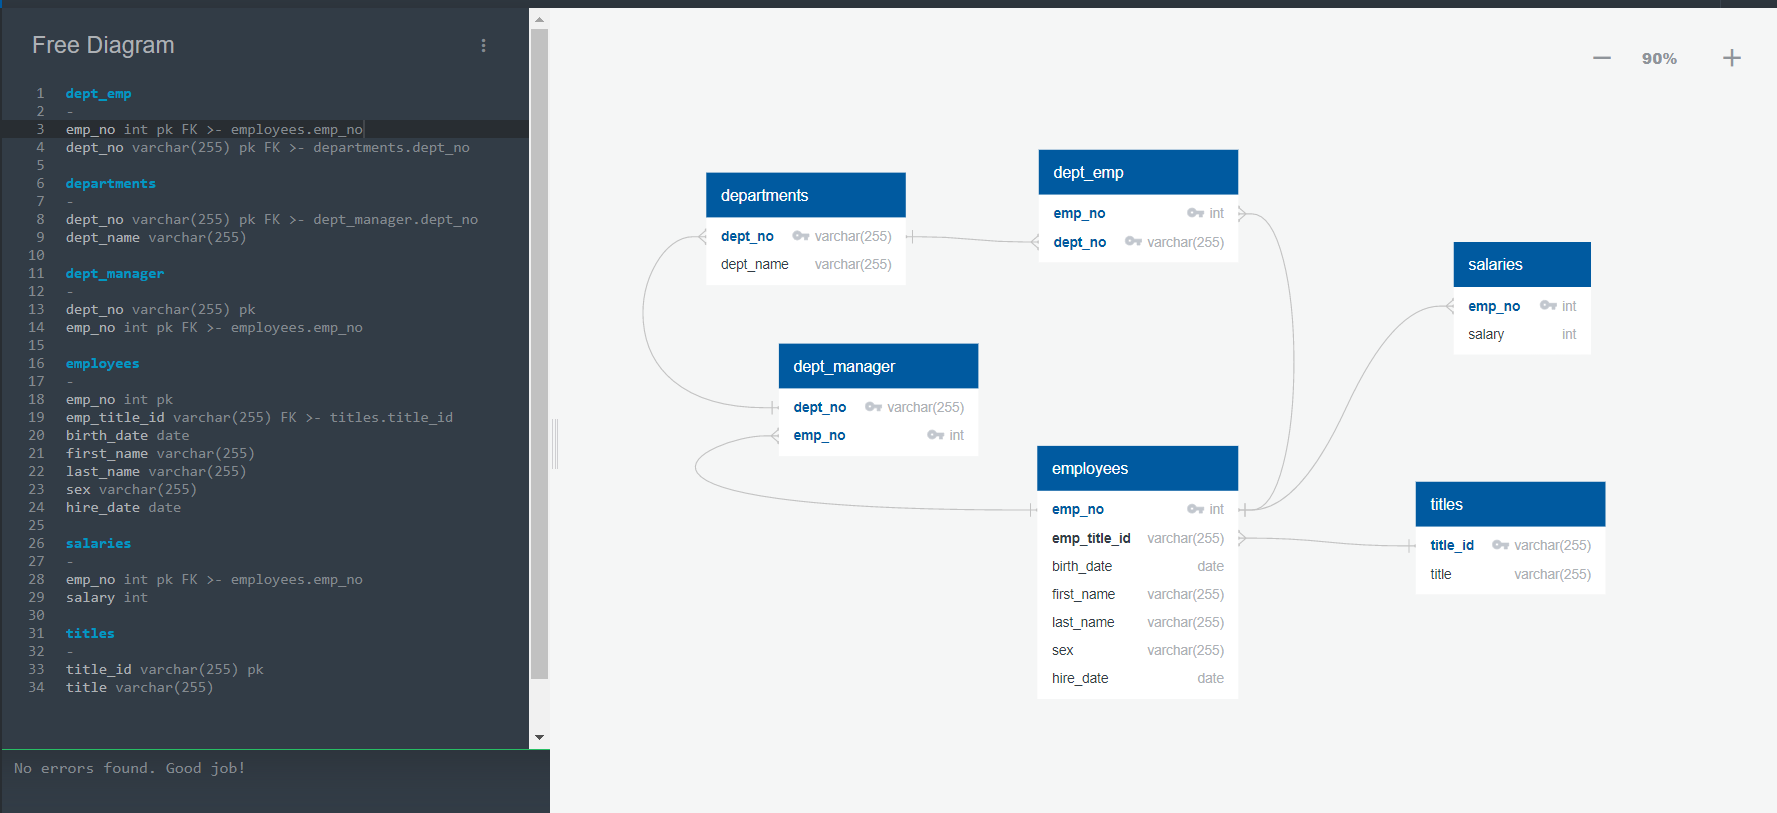 Free Diagram
1 dept_emp
2 -
3 emp_no int pk FK >- employees.emp_no
4 dept_no varchar(255) pk FK >- departments.dept_no
5
6 departments
7 -
8 dept_no varchar(255) pk FK >- dept_manager.dept_no
9 dept_name varchar(255)
10
11 dept_manager
12 -
13 dept_no varchar(255) pk
14 emp_no int pk FK >- employees.emp_no
15
16 employees
17 -
18 emp_no int pk
19 emp_title_id varchar(255) FK >- titles.title_id
20 birth_date date
21 first_name varchar(255)
22 last_name varchar(255)
23 sex varchar(255)
24 hire_date date
25
26 salaries
27 -
28 emp_no int pk FK >- employees.emp_no
29 salary int
30
31 titles
32 -
33 title_id varchar(255) pk
34 title varchar(255)
No errors found. Good job!
90%
departments
dept_no varchar(255)
dept_name varchar(255)
dept_emp
emp_no int
dept_no varchar(255)
salaries
emp_no int
salary int
dept_manager
dept_no varchar(255)
emp_no int
employees
emp_no int
emp_title_id varchar(255)
birth_date date
first_name varchar(255)
last_name varchar(255)
sex varchar(255)
hire_date date
titles
title_id varchar(255)
title varchar(255)